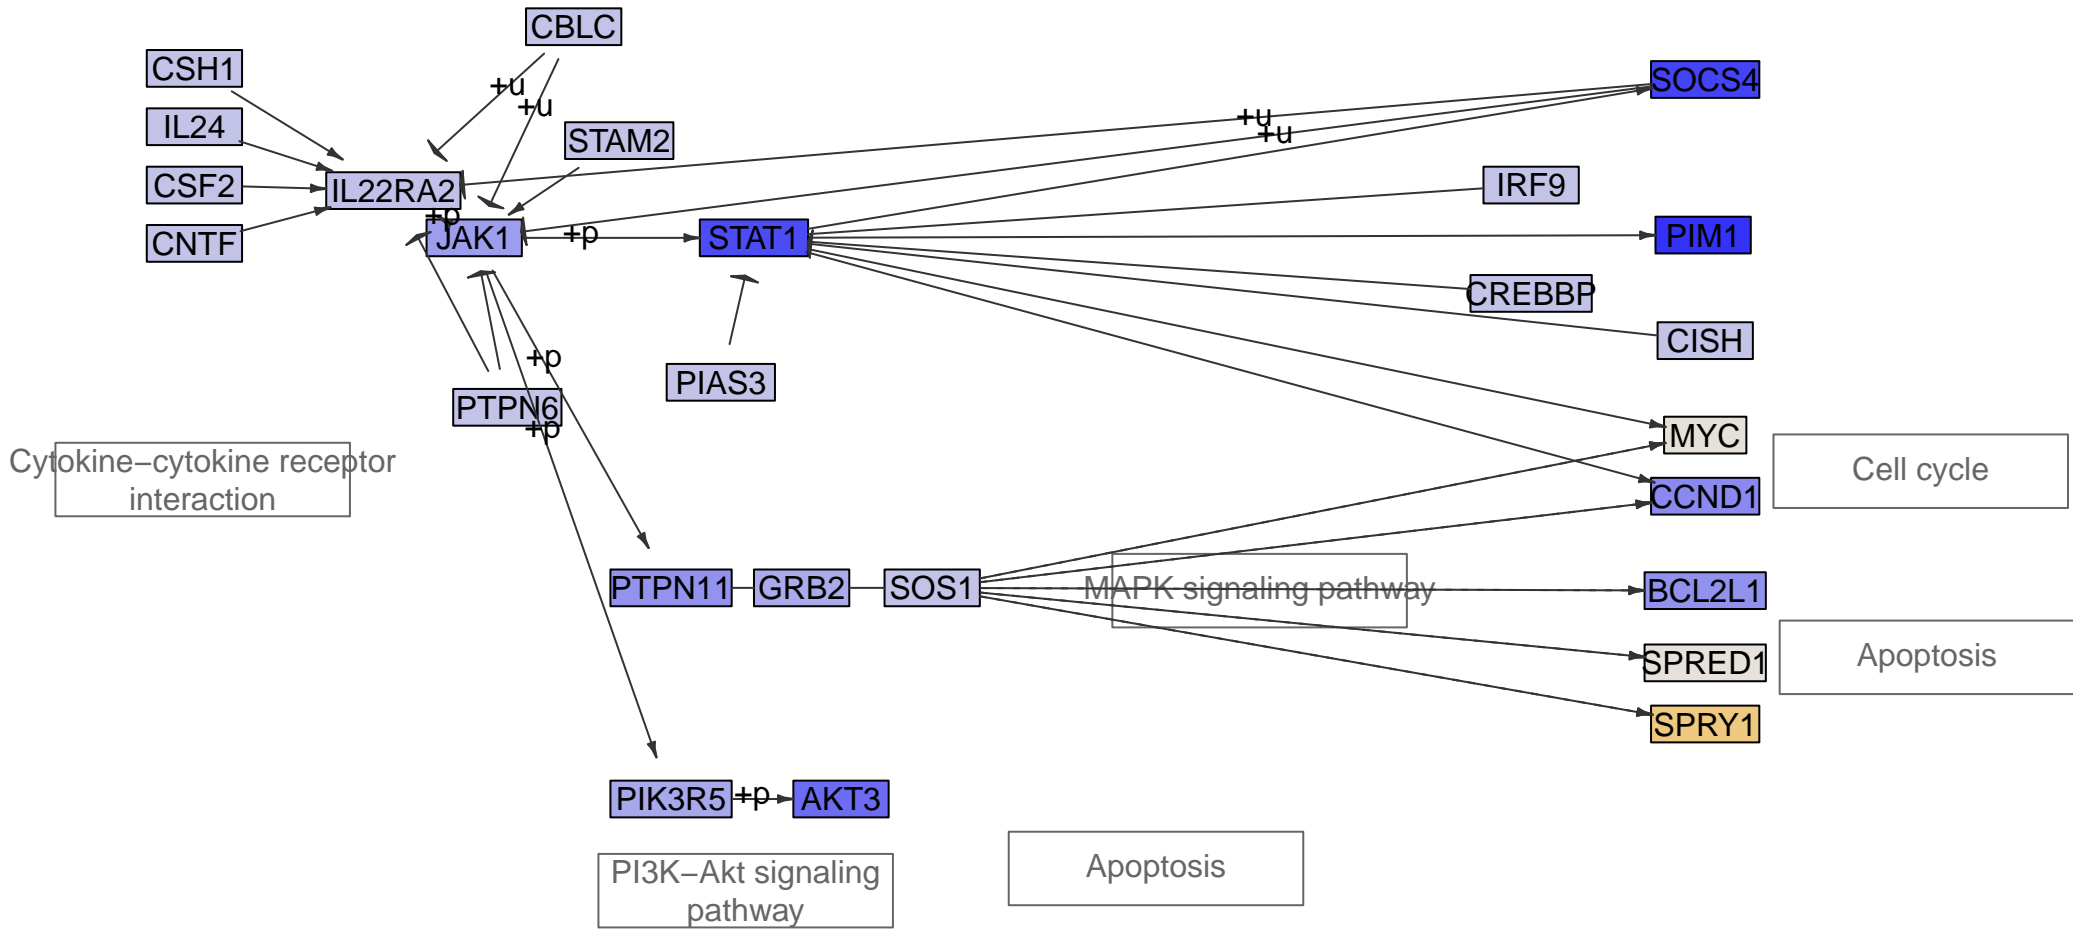 CBLC
CSH1
+u
SOCS4
+u
+u
IL24
STAM2
+u
CSF2
IL22RA2
IRF9
+p
CNTF
JAK1
+p
STAT1
PIM1
CREBBP
CISH
+p
PIAS3
PTPN6
+p
MYC
Cytokine–cytokine receptor
interaction
Cell cycle
CCND1
PTPN11
GRB2
SOS1
MAPK signaling pathway
BCL2L1
SPRED1
Apoptosis
SPRY1
PIK3R5
+p
AKT3
PI3K–Akt signaling
pathway
Apoptosis